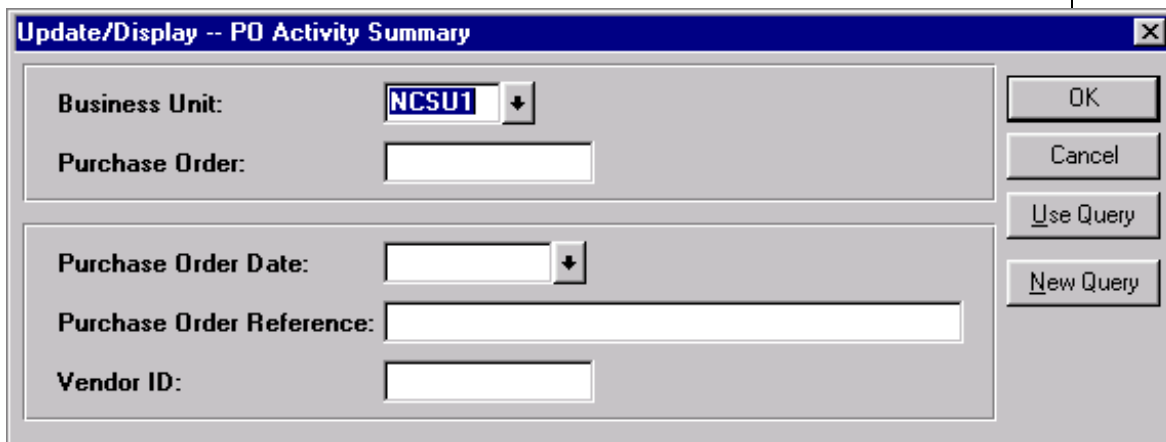 Update/Display -- PO Activity Summary
Business Unit: NCSU1
OK
Purchase Order:
Cancel
Use Query
Purchase Order Date:
New Query
Purchase Order Reference:
Vendor ID: